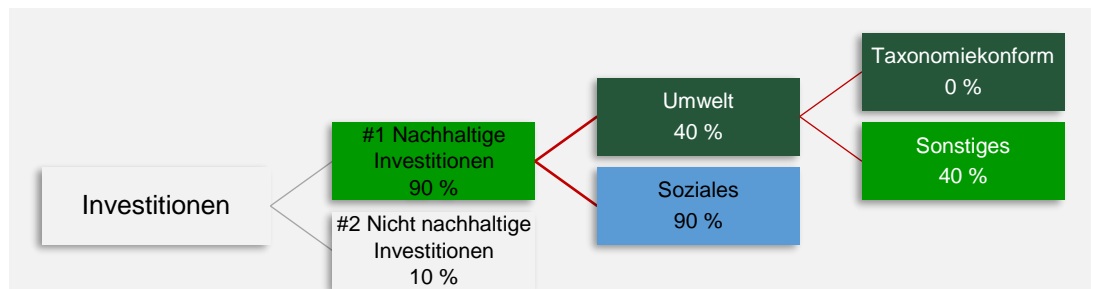 Investitionen
#1 Nachhaltige
Investitionen
90 %
#2 Nicht nachhaltige
Investitionen
10 %
Umwelt
40 %
Soziales
90 %
Taxonomiekonform
0 %
Sonstiges
40 %